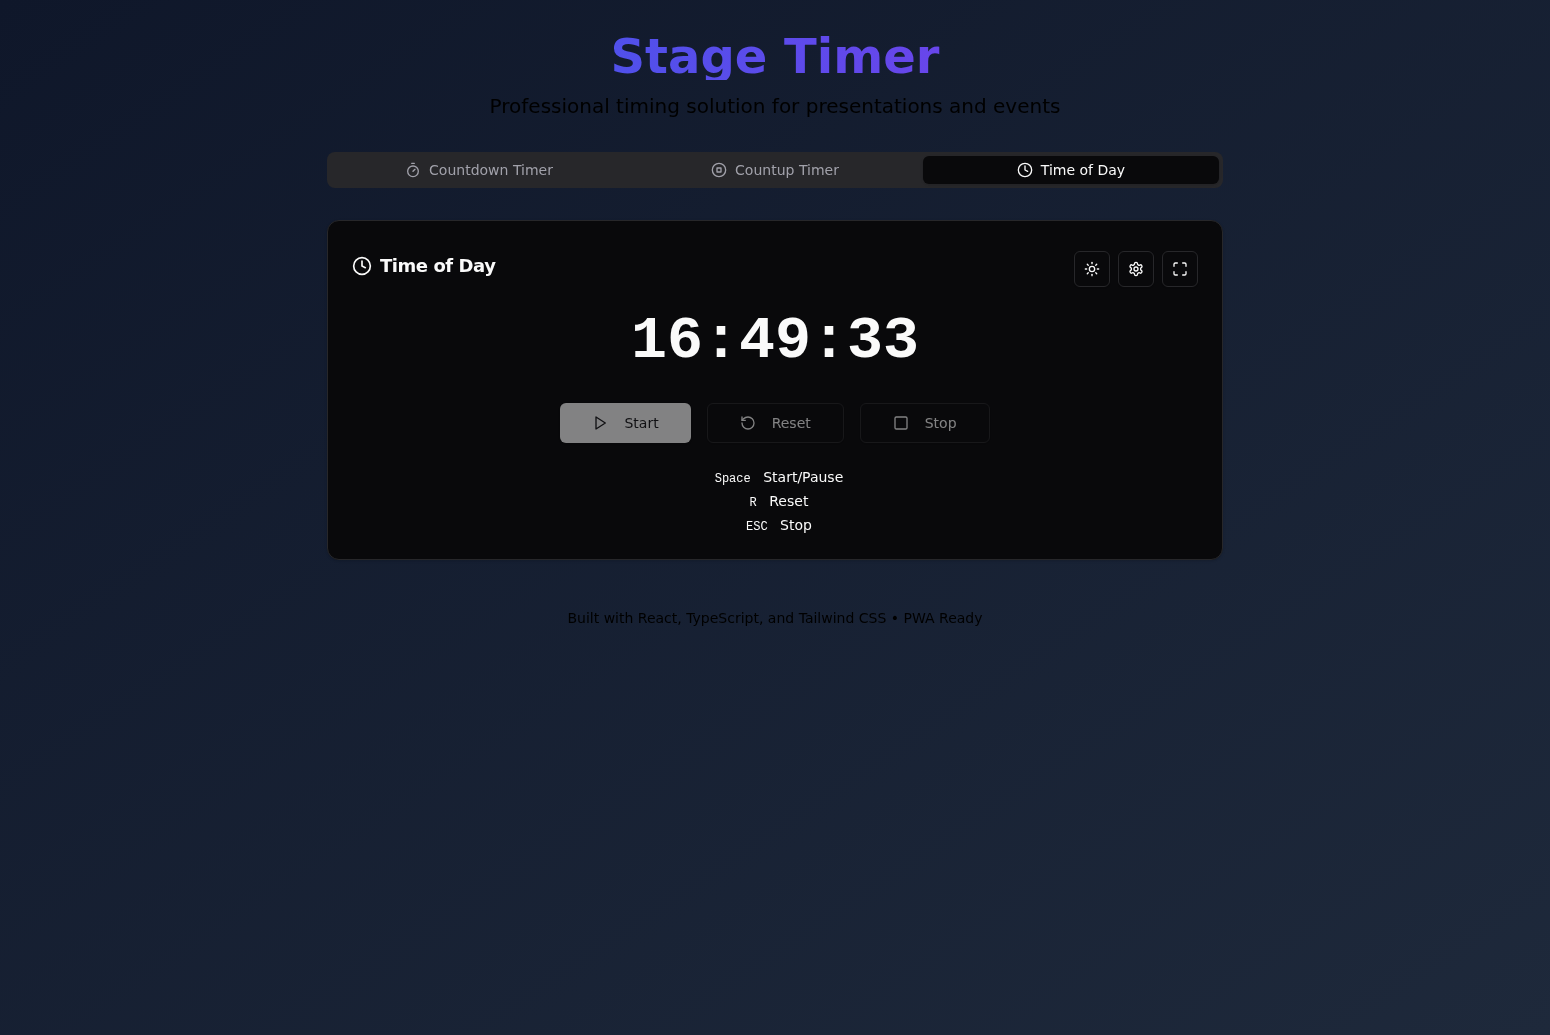 Stage Timer
Professional timing solution for presentations and events
Countdown Timer Countup Timer Time of Day
Time of Day
16:49:33
Start Reset Stop
Space Start/Pause
R Reset
ESC Stop
Built with React, TypeScript, and Tailwind CSS • PWA Ready